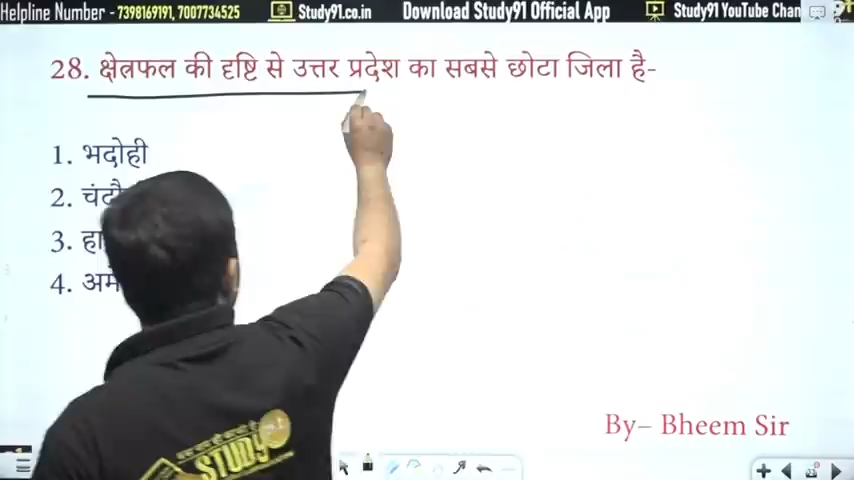 Helpline Number - 7398169191, 7007734525 Study91.co.in Download Study91 Official App Study91 YouTube Chan
28. क्षेत्रफल की दृष्टि से उत्तर प्रदेश का सबसे छोटा जिला है-
1. भदोही
2.
3.
4.
STUDY
By– Bheem Sir